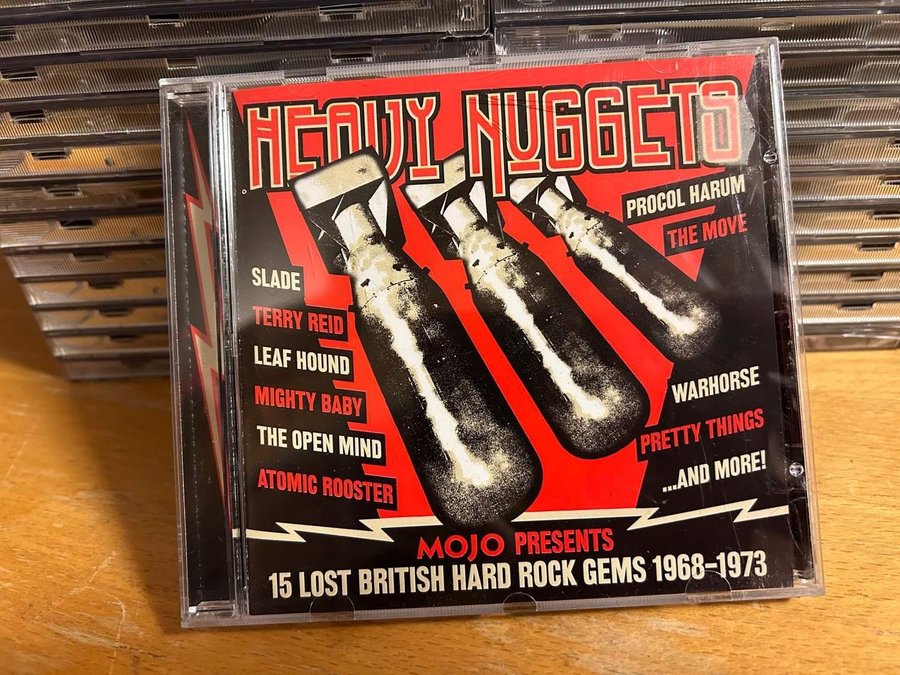 HEAVY NUGGETS
PROCOL HARUM
THE MOVE
SLADE
TERRY REID
LEAF HOUND
MIGHTY BABY
THE OPEN MIND
ATOMIC ROOSTER
WARHORSE
PRETTY THINGS
...AND MORE!
MOJO PRESENTS
15 LOST BRITISH HARD ROCK GEMS 1968–1973